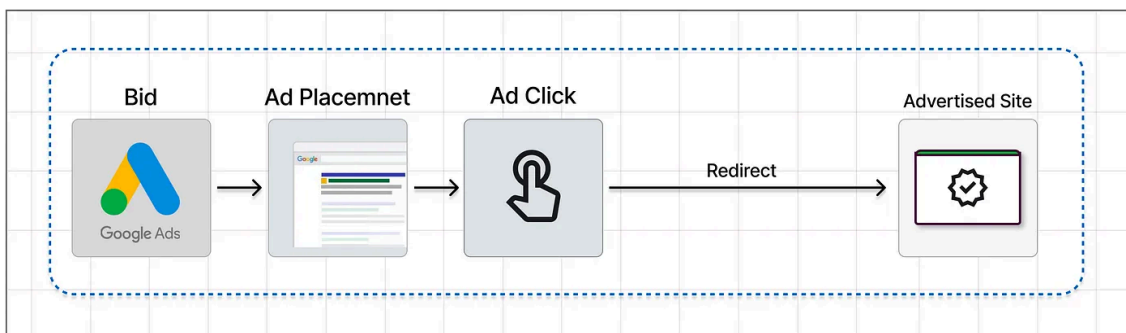 Bid
Ad Placemnet
Ad Click
Advertised Site
Google
Redirect
Google Ads